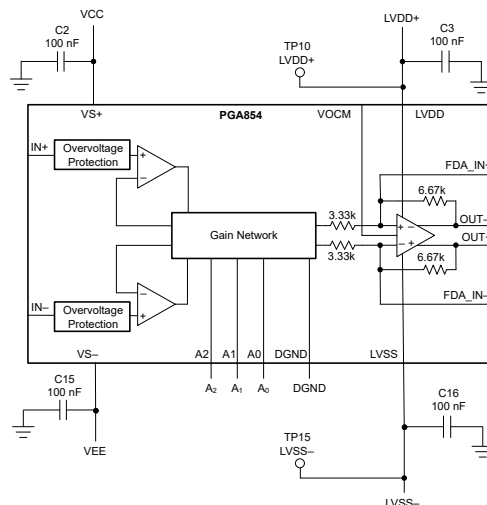 VCC
LVDD+
C2
100 nF
TP10
LVDD+
C3
100 nF
VS+
PGA854
VOCM
LVDD
IN+
Overvoltage
Protection
FDA_IN+
6.67k
3.33k
OUT–
Gain Network
OUT+
3.33k
6.67k
IN–
Overvoltage
Protection
FDA_IN–
VS–
A2
A1
A0
DGND
LVSS
A₂
A₁
A₀
DGND
C15
100 nF
C16
100 nF
VEE
TP15
LVSS–
LVSS–